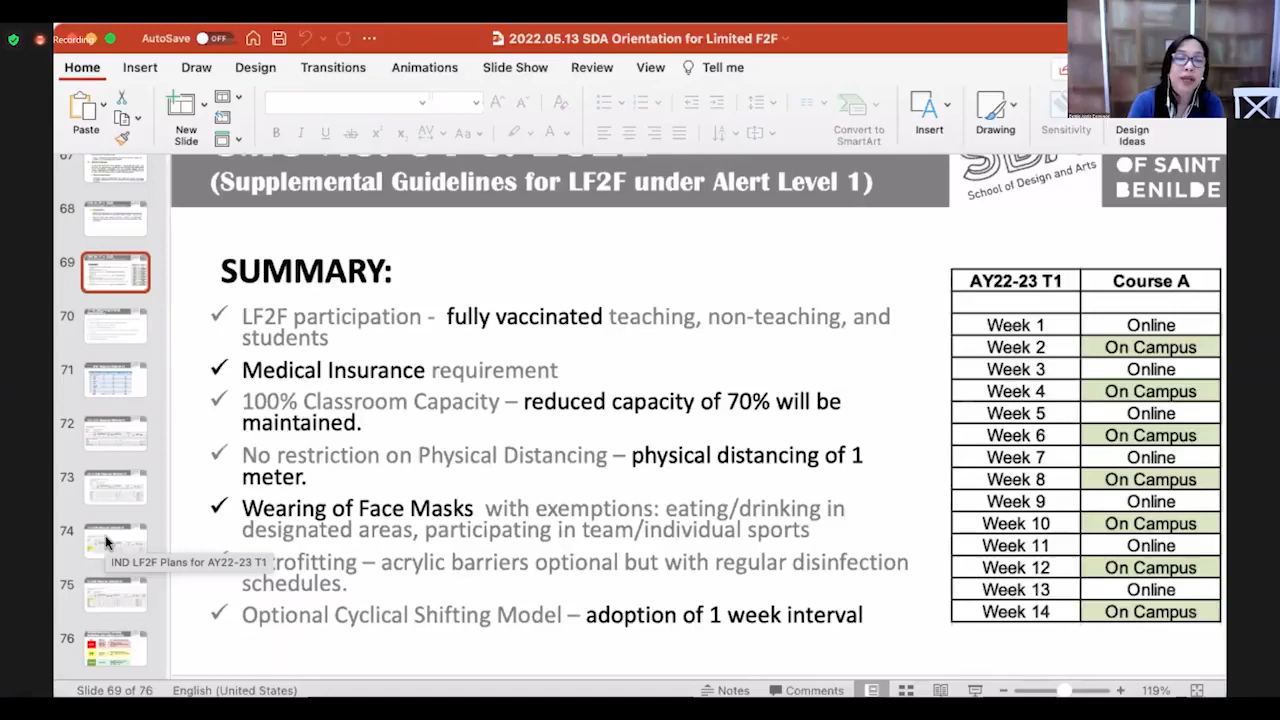 Recording
AutoSave OFF
2022.05.13 SDA Orientation for Limited F2F
Home Insert Draw Design Transitions Animations Slide Show Review View Tell me
Paste
New
Slide
B I U ab AV Aa A
Convert to
SmartArt
Insert
Drawing
Sensitivity
Design
Ideas
67
68
69
70
71
72
73
74
75
76
(Supplemental Guidelines for LF2F under Alert Level 1)
School of Design and Arts
OF SAINT
BENILDE
SUMMARY:
✓ LF2F participation - fully vaccinated teaching, non-teaching, and
students
✓ Medical Insurance requirement
✓ 100% Classroom Capacity – reduced capacity of 70% will be
maintained.
✓ No restriction on Physical Distancing – physical distancing of 1
meter.
✓ Wearing of Face Masks with exemptions: eating/drinking in
designated areas, participating in team/individual sports
rofitting – acrylic barriers optional but with regular disinfection
schedules.
✓ Optional Cyclical Shifting Model – adoption of 1 week interval
IND LF2F Plans for AY22-23 T1
AY22-23 T1 Course A
Week 1 Online
Week 2 On Campus
Week 3 Online
Week 4 On Campus
Week 5 Online
Week 6 On Campus
Week 7 Online
Week 8 On Campus
Week 9 Online
Week 10 On Campus
Week 11 Online
Week 12 On Campus
Week 13 Online
Week 14 On Campus
Slide 69 of 76 English (United States) Notes Comments 119%